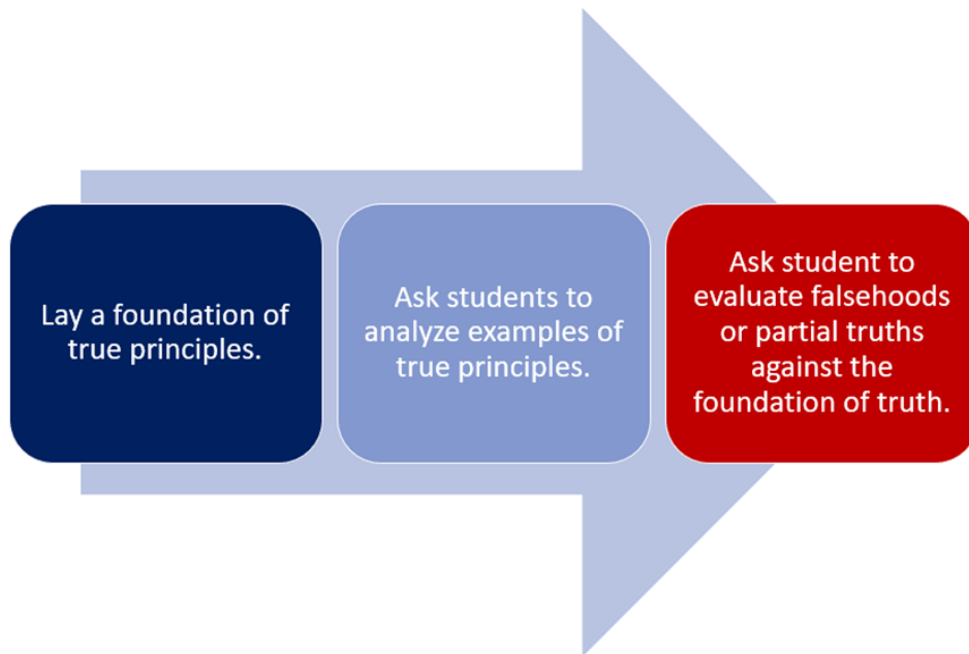 Lay a foundation of
true principles.
Ask students to
analyze examples of
true principles.
Ask student to
evaluate falsehoods
or partial truths
against the
foundation of truth.